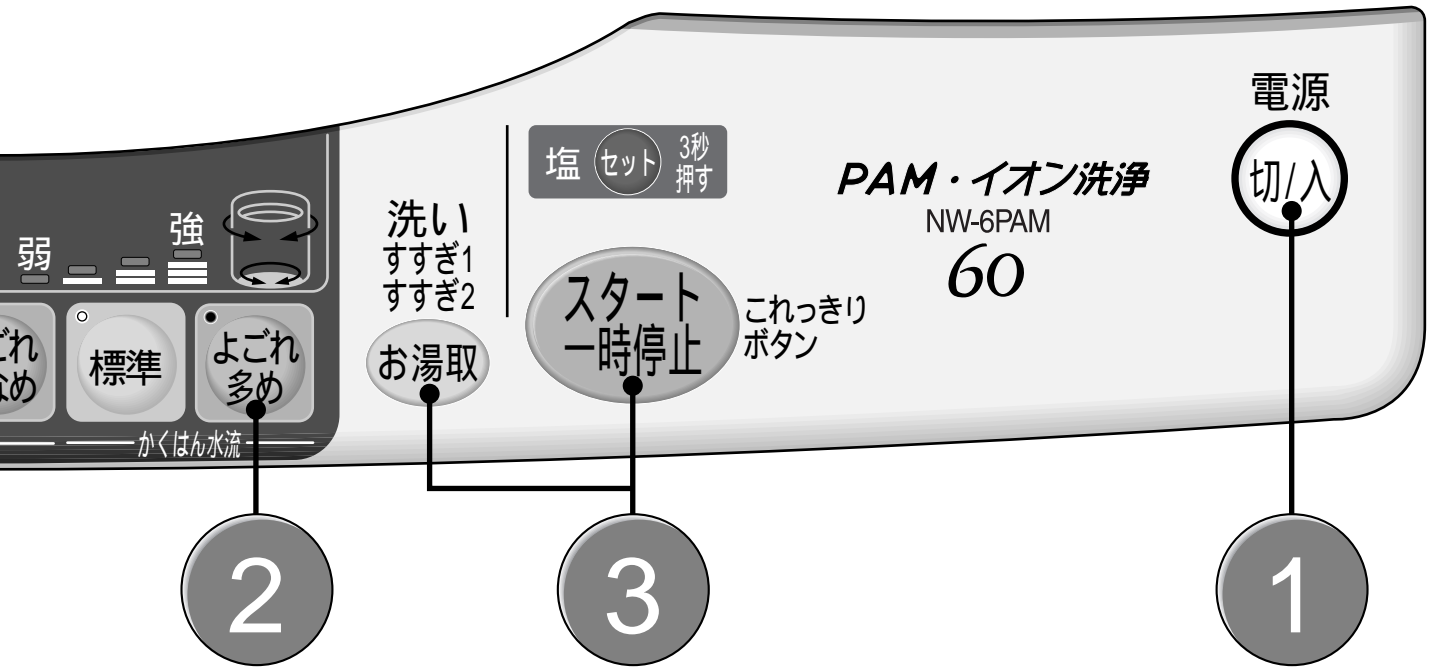 電源
切/入
塩 セット 3秒
押す
PAM・イオン洗浄
NW-6PAM
60
洗い
すすぎ1
すすぎ2
お湯取
スタート
一時停止
これっきり
ボタン
弱
強
標準
よごれ
多め
かくはん水流
2
3
1